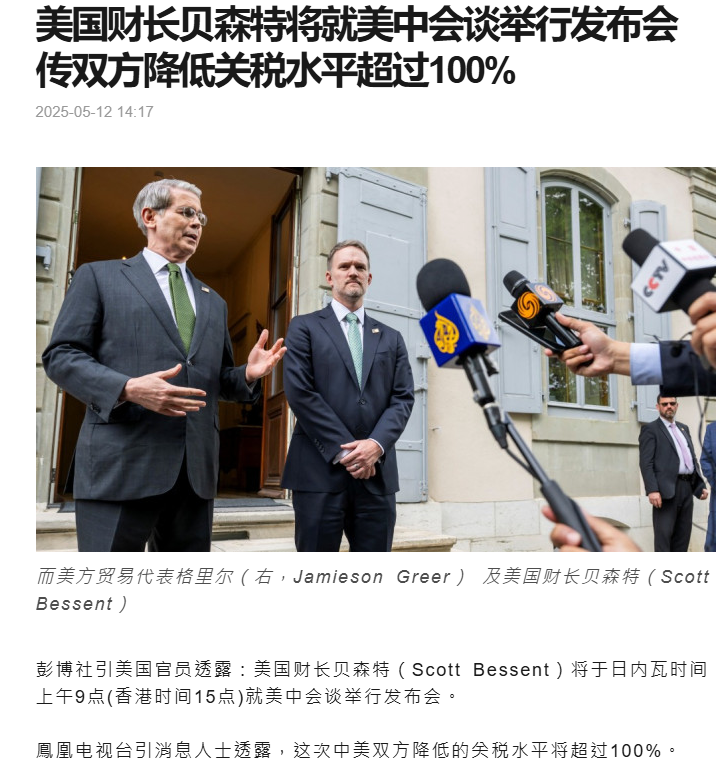 美国财长贝森特将就美中会谈举行发布会
传双方降低关税水平超过100%
2025-05-12 14:17
CCTV
而美方贸易代表格里尔（右，Jamieson Greer） 及美国财长贝森特（Scott
Bessent）
彭博社引美国官员透露：美国财长贝森特（Scott Bessent）将于日内瓦时间
上午9点(香港时间15点)就美中会谈举行发布会。
鳳凰电视台引消息人士透露，这次中美双方降低的关税水平将超过100%。